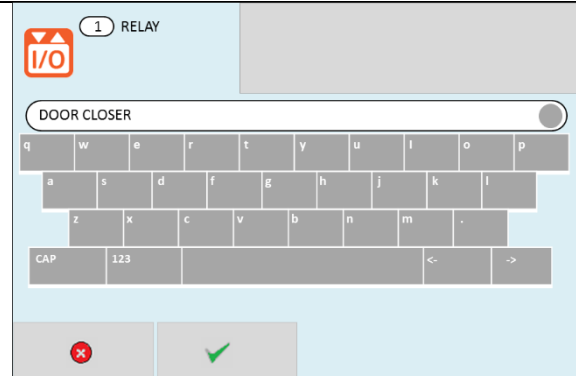 1 RELAY
I/O
DOOR CLOSER
q w e r t y u I o p
a s d f g h j k l
z x c v b n m .
CAP 123 <- ->